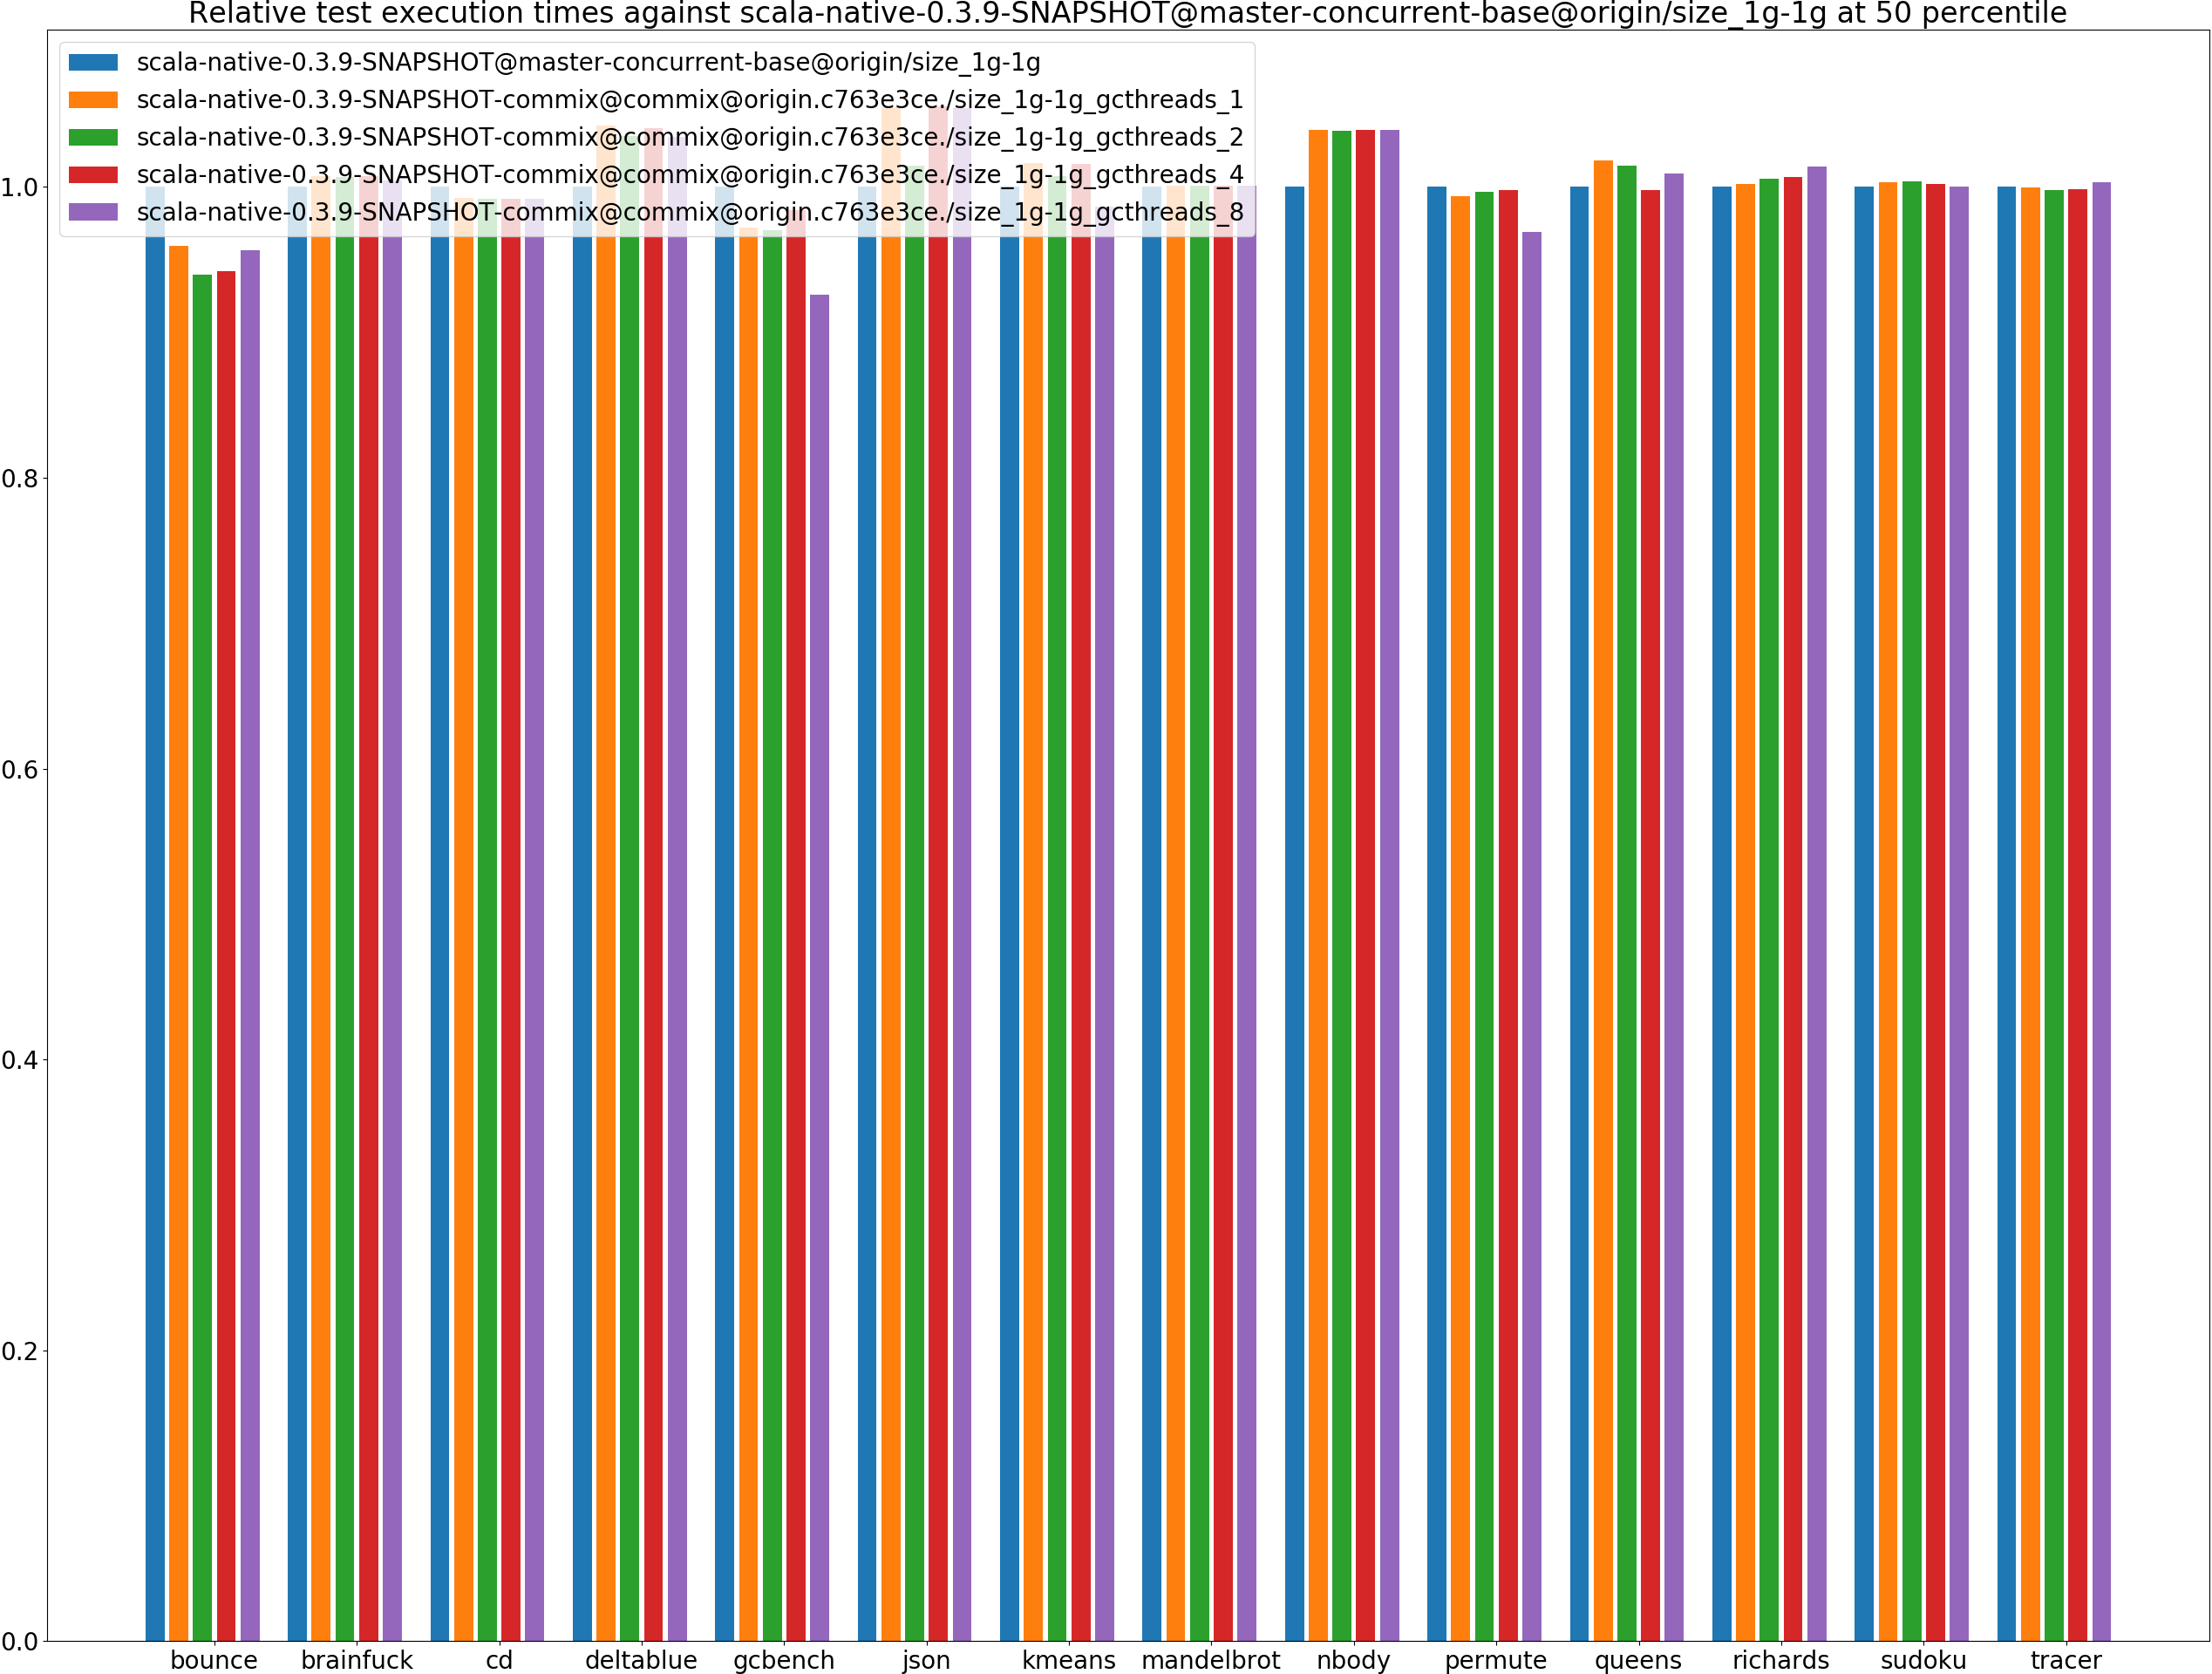 Relative test execution times against scala-native-0.3.9-SNAPSHOT@master-concurrent-base@origin/size_1g-1g at 50 percentile
scala-native-0.3.9-SNAPSHOT@master-concurrent-base@origin/size_1g-1g
scala-native-0.3.9-SNAPSHOT-commix@commix@origin.c763e3ce./size_1g-1g_gcthreads_1
scala-native-0.3.9-SNAPSHOT-commix@commix@origin.c763e3ce./size_1g-1g_gcthreads_2
scala-native-0.3.9-SNAPSHOT-commix@commix@origin.c763e3ce./size_1g-1g_gcthreads_4
scala-native-0.3.9-SNAPSHOT-commix@commix@origin.c763e3ce./size_1g-1g_gcthreads_8
1.0
0.8
0.6
0.4
0.2
0.0
bounce brainfuck cd deltablue gcbench json kmeans mandelbrot nbody permute queens richards sudoku tracer